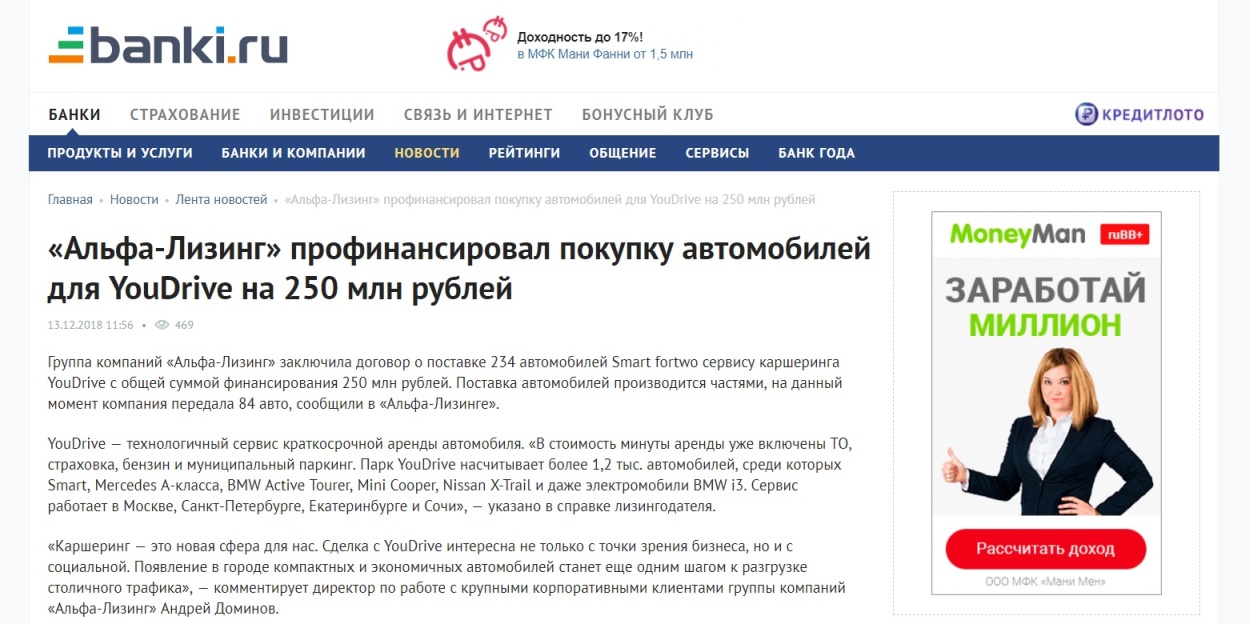 banki.ru
Доходность до 17%!
в МФК Мани Фанни от 1,5 млн
БАНКИ СТРАХОВАНИЕ ИНВЕСТИЦИИ СВЯЗЬ И ИНТЕРНЕТ БОНУСНЫЙ КЛУБ КРЕДИТЛОТО
ПРОДУКТЫ И УСЛУГИ БАНКИ И КОМПАНИИ НОВОСТИ РЕЙТИНГИ ОБЩЕНИЕ СЕРВИСЫ БАНК ГОДА
Главная • Новости • Лента новостей • «Альфа-Лизинг» профинансировал покупку автомобилей для YouDrive на 250 млн рублей
«Альфа-Лизинг» профинансировал покупку автомобилей
для YouDrive на 250 млн рублей
13.12.2018 11:56 • 469
Группа компаний «Альфа-Лизинг» заключила договор о поставке 234 автомобилей Smart fortwo сервису каршеринга
YouDrive с общей суммой финансирования 250 млн рублей. Поставка автомобилей производится частями, на данный
момент компания передала 84 авто, сообщили в «Альфа-Лизинге».
YouDrive — технологичный сервис краткосрочной аренды автомобиля. «В стоимость минуты аренды уже включены ТО,
страховка, бензин и муниципальный паркинг. Парк YouDrive насчитывает более 1,2 тыс. автомобилей, среди которых
Smart, Mercedes A-класса, BMW Active Tourer, Mini Cooper, Nissan X-Trail и даже электромобили BMW i3. Сервис
работает в Москве, Санкт-Петербурге, Екатеринбурге и Сочи», — указано в справке лизингодателя.
«Каршеринг — это новая сфера для нас. Сделка с YouDrive интересна не только с точки зрения бизнеса, но и с
социальной. Появление в городе компактных и экономичных автомобилей станет еще одним шагом к разгрузке
столичного трафика», — комментирует директор по работе с крупными корпоративными клиентами группы компаний
«Альфа-Лизинг» Андрей Доминов.
MoneyMan ruBB+
ЗАРАБОТАЙ
МИЛЛИОН
Рассчитать доход
ООО МФК «Мани Мен»